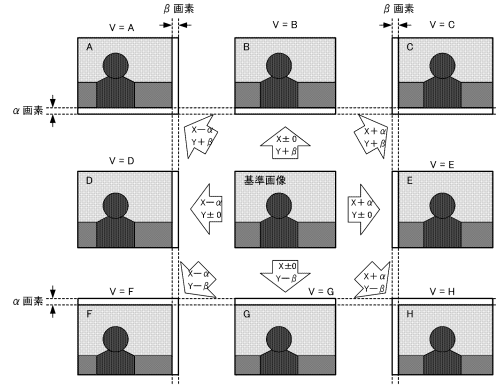 β 画素
β 画素
V = A
V = B
V = C
A
B
C
α 画素
X－α
Y＋β
X±0
Y＋β
X＋α
Y＋β
V = D
V = E
D
基準画像
E
X－α
Y±0
X＋α
Y±0
X－α
Y－β
X±0
Y－β
X＋α
Y－β
V = F
V = G
V = H
α 画素
F
G
H